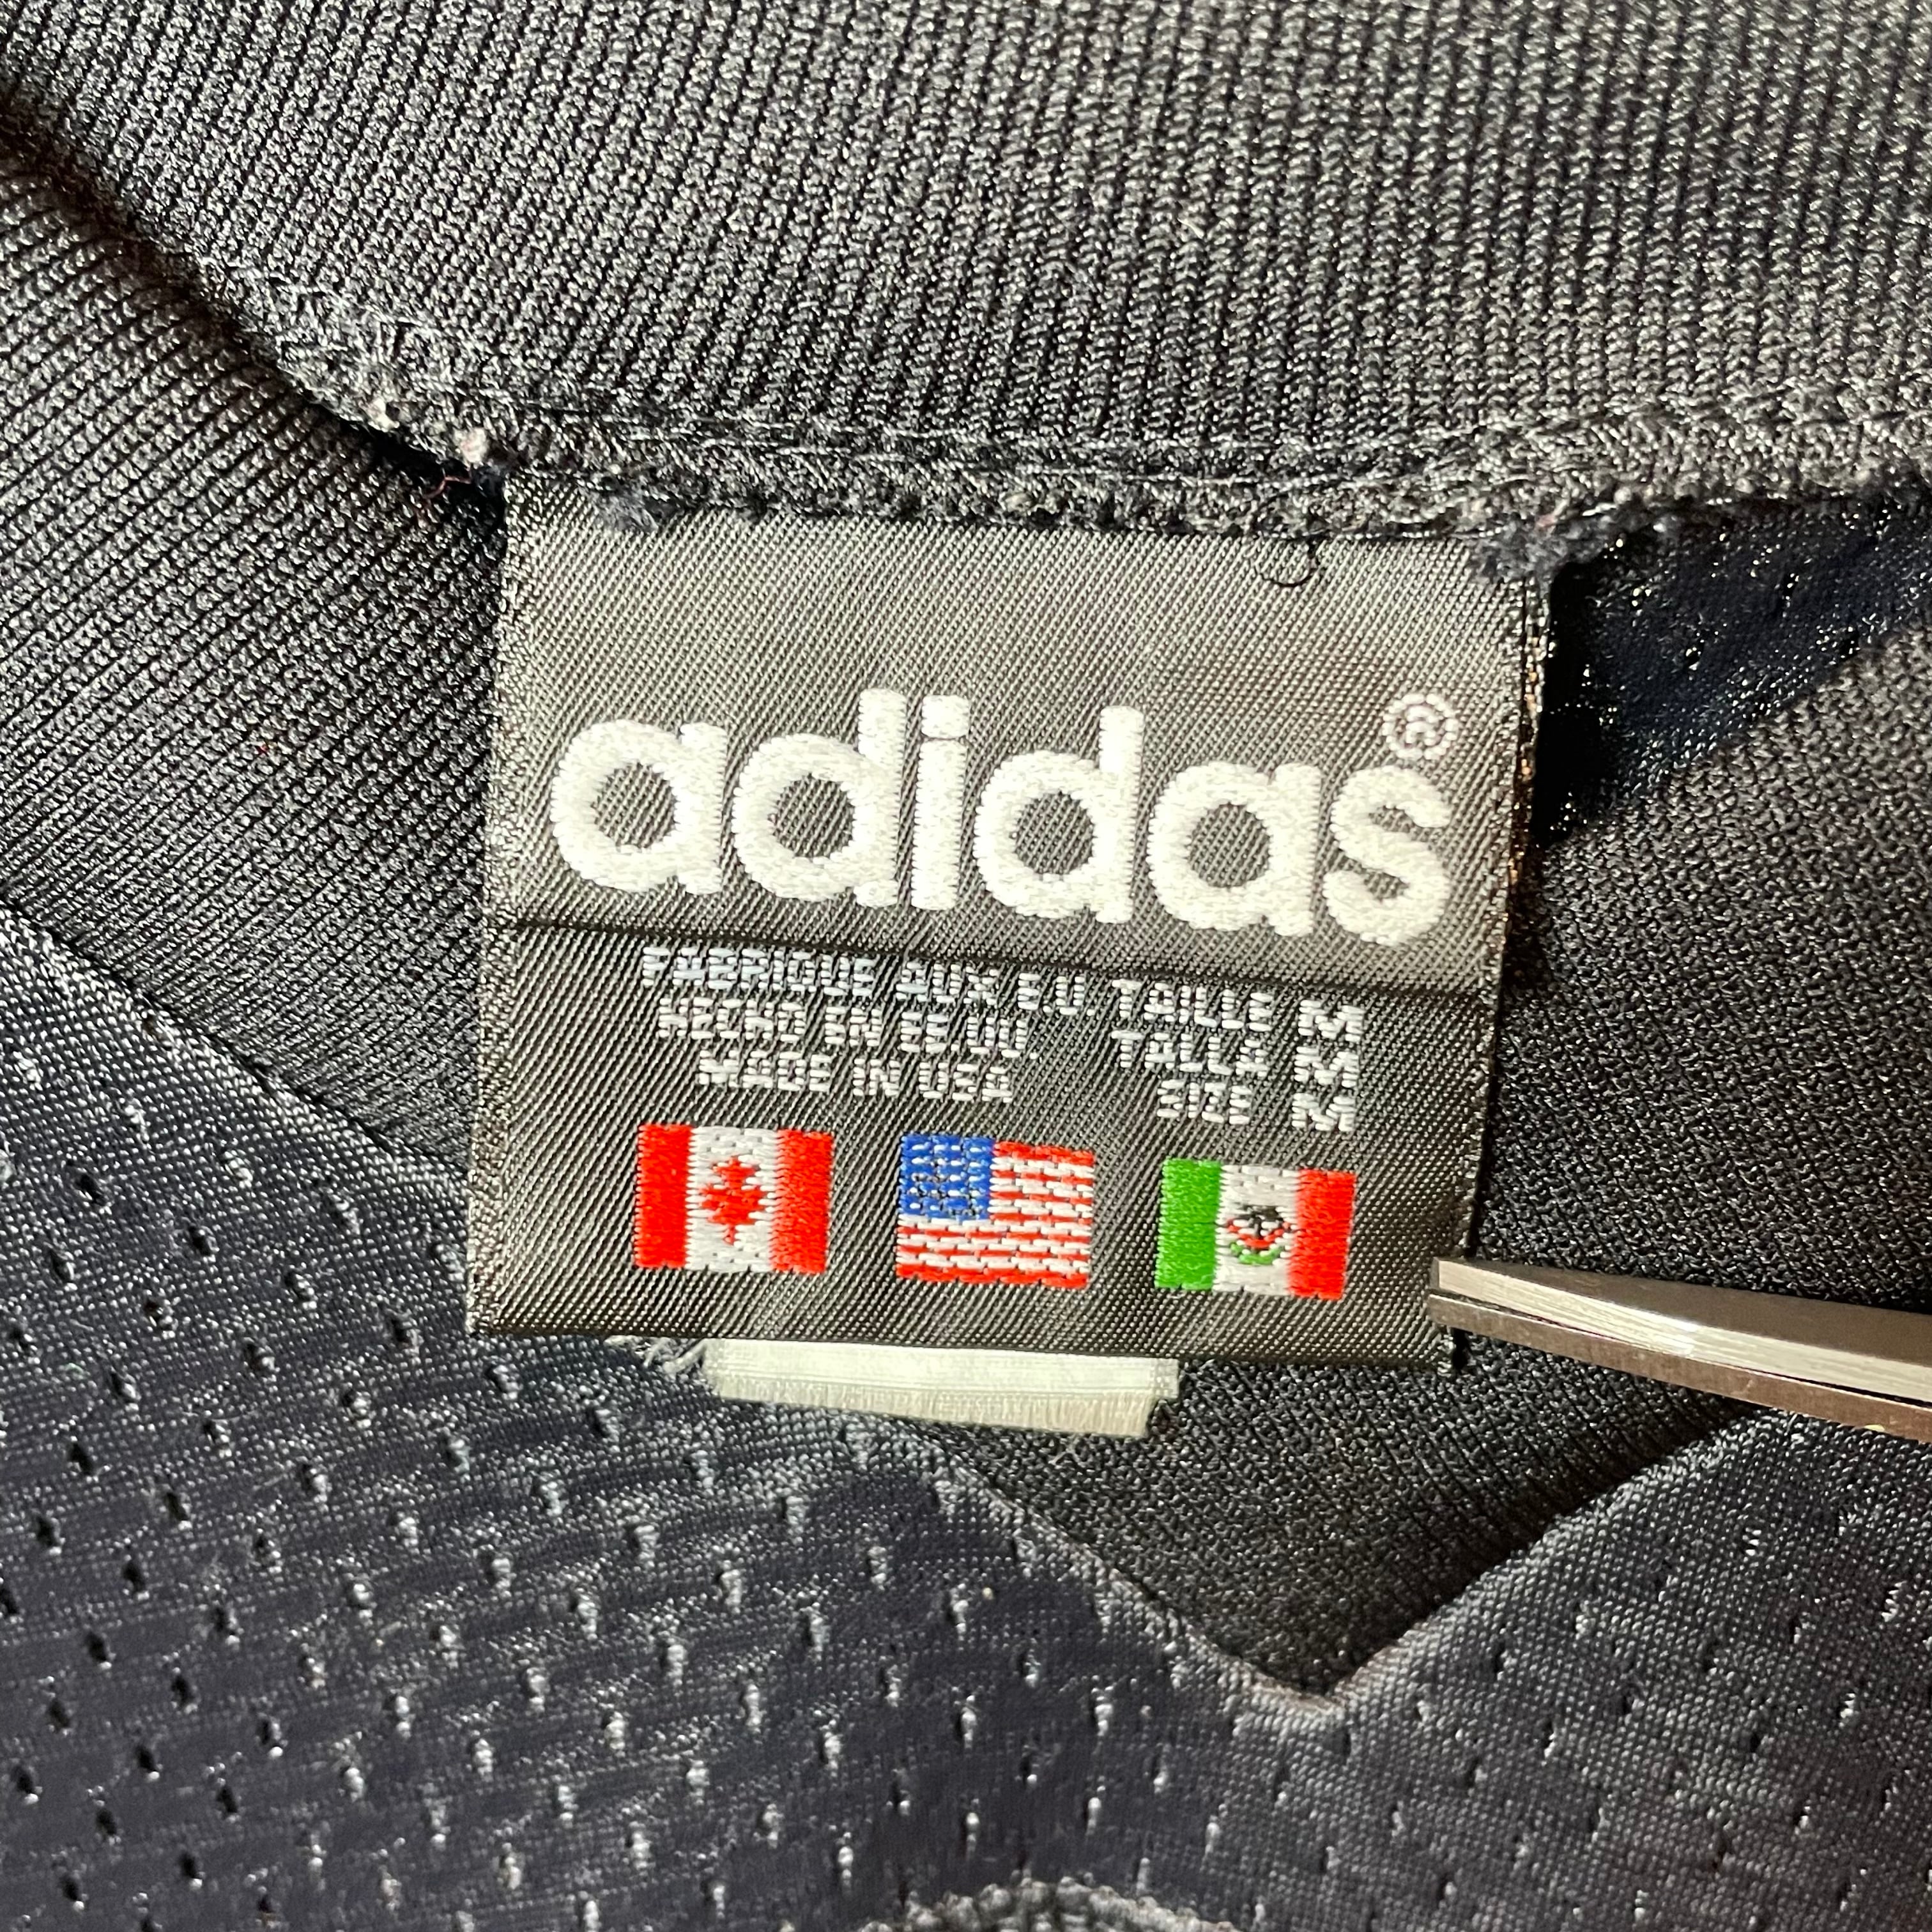 adidas®
FABRIQUE AUX E.U. TAILLE M
HECHO EN EE.UU. TALLA M
MADE IN USA SIZE M